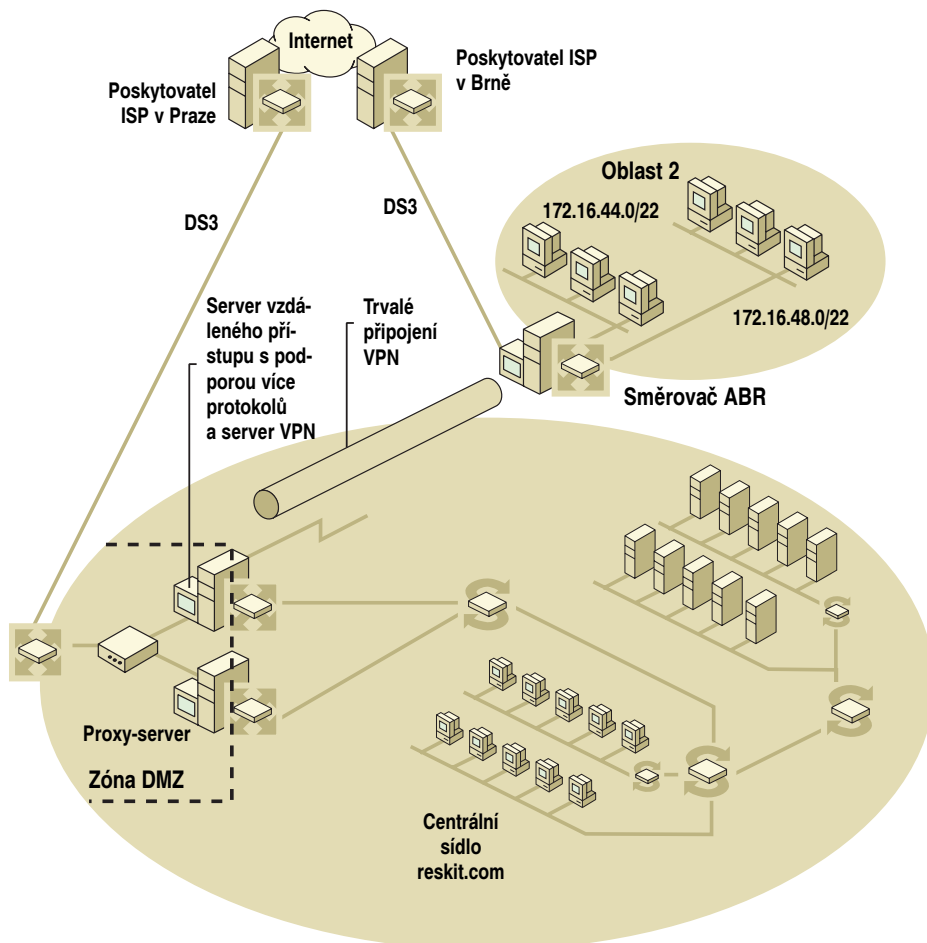 Internet
Poskytovatel
ISP v Praze
Poskytovatel ISP
v Brně
DS3
DS3
Oblast 2
172.16.44.0/22
172.16.48.0/22
Server vzdá-
leného pří-
stupu s pod-
porou více
protokolů
a server VPN
Trvalé
připojení
VPN
Směrovač ABR
Proxy-server
Zóna DMZ
Centrální
sídlo
reskit.com